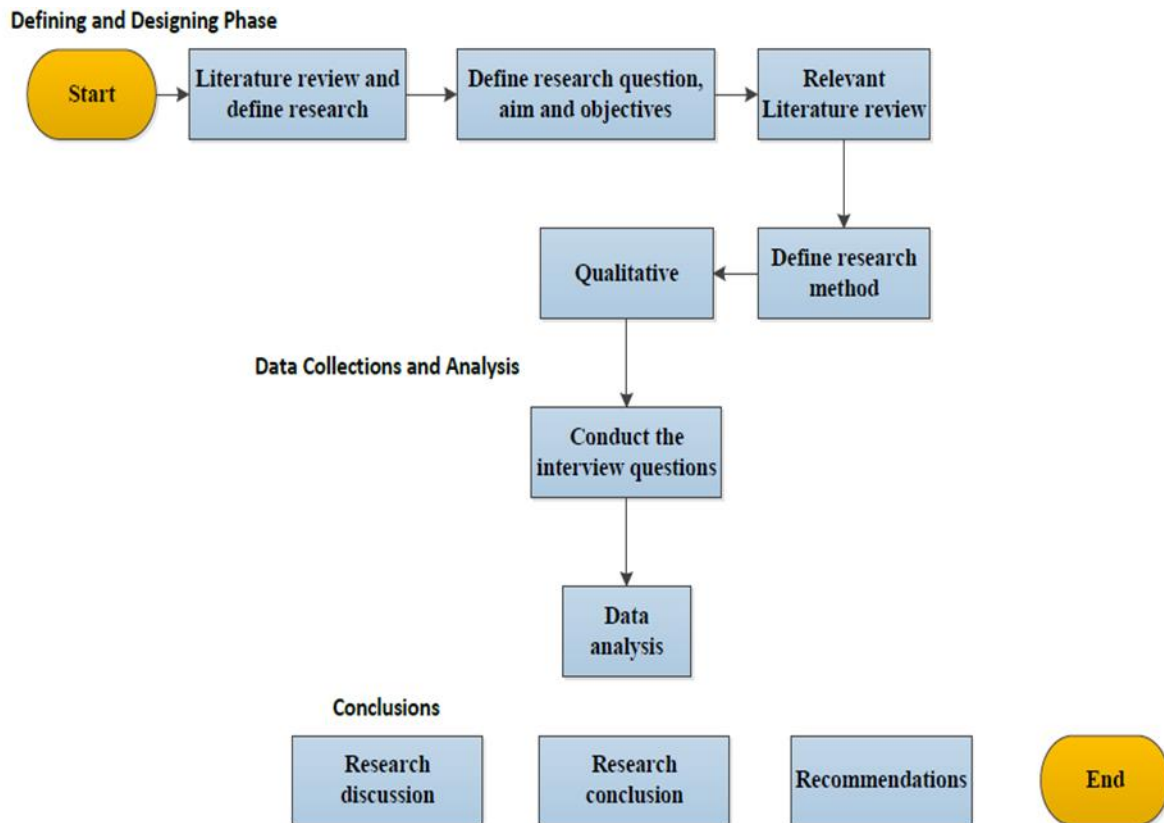 Defining and Designing Phase
Start
Literature review and
define research
Define research question,
aim and objectives
Relevant
Literature review
Define research
method
Qualitative
Data Collections and Analysis
Conduct the
interview questions
Data
analysis
Conclusions
Research
discussion
Research
conclusion
Recommendations
End